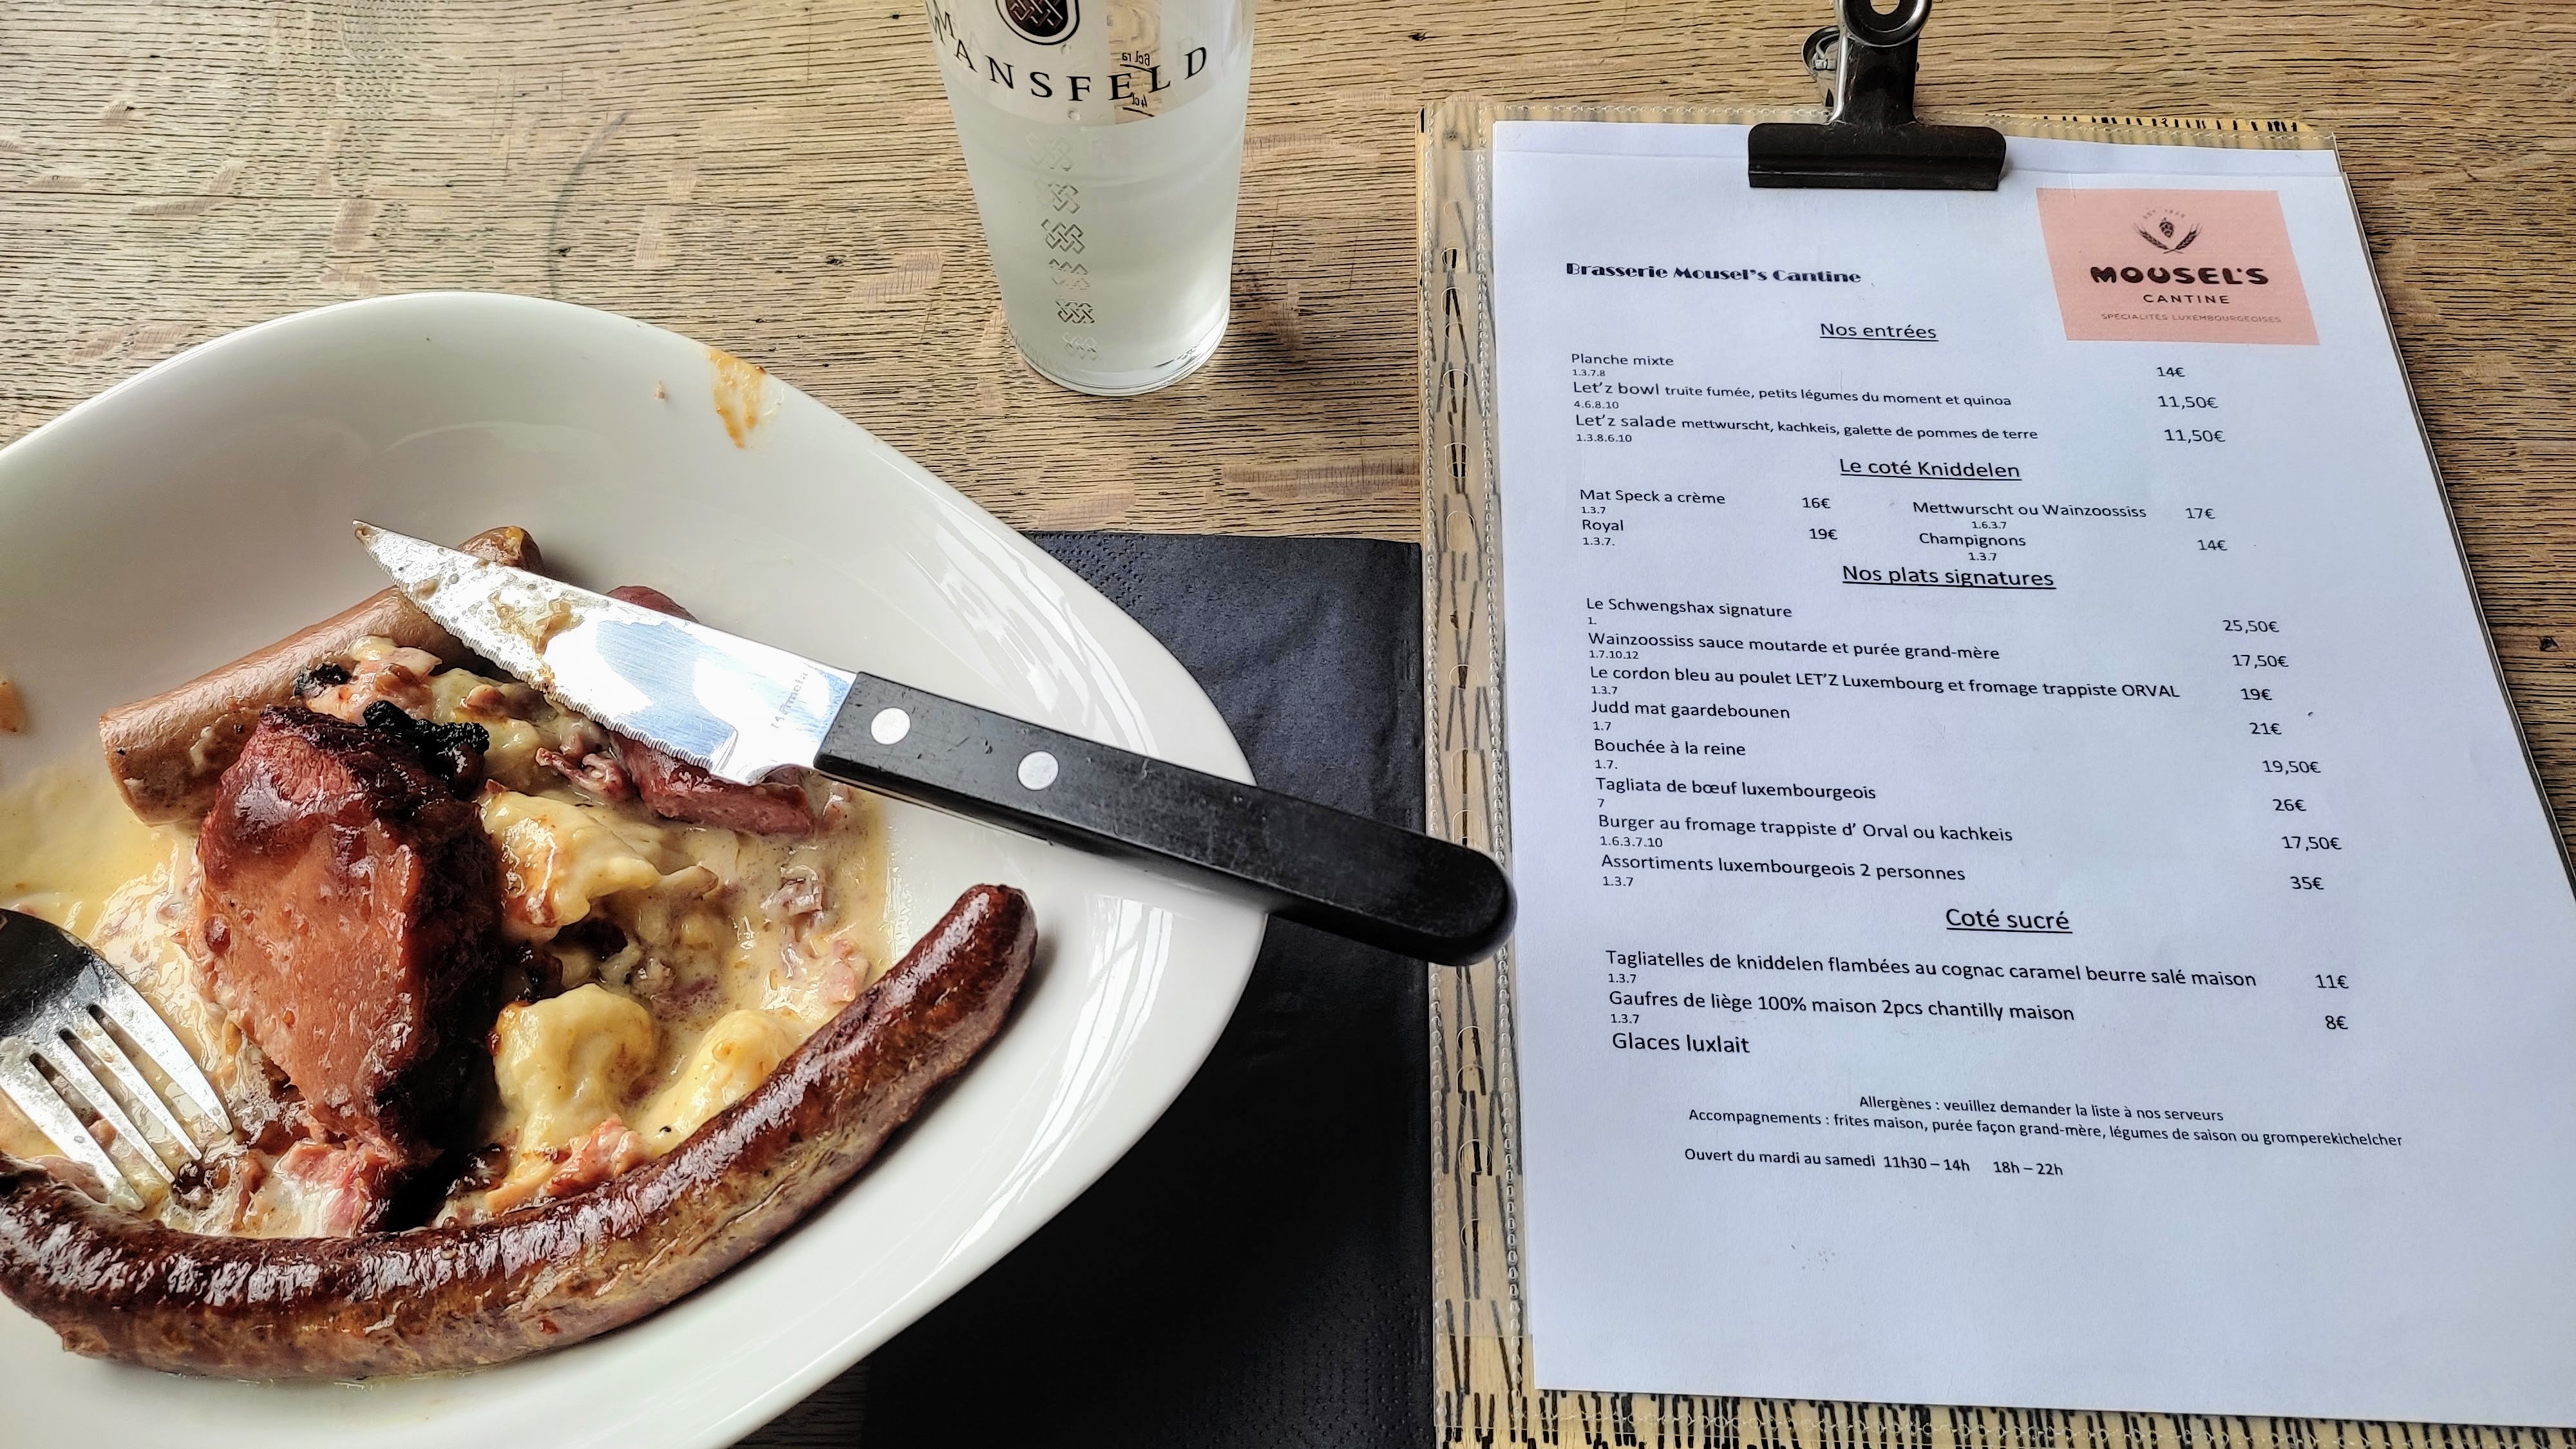 MANSFELD
MOUSEL'S
CANTINE
SPÉCIALITÉS LUXEMBOURGEOISES
Brasserie Mousel's Cantine
Nos entrées
Planche mixte 14€
1.3.7.8
Let'z bowl truite fumée, petits légumes du moment et quinoa 11,50€
4.6.8.10
Let'z salade mettwurscht, kachkeis, galette de pommes de terre 11,50€
1.3.8.6.10
Le coté Kniddelen
Mat Speck a crème 16€ Mettwurscht ou Wainzoossiss 17€
1.3.7 1.6.3.7
Royal 19€ Champignons 14€
1.3.7. 1.3.7
Nos plats signatures
Le Schwengshax signature 25,50€
1.
Wainzoossiss sauce moutarde et purée grand-mère 17,50€
1.7.10.12
Le cordon bleu au poulet LET'Z Luxembourg et fromage trappiste ORVAL 19€
1.3.7
Judd mat gaardebounen 21€
1.7
Bouchée à la reine 19,50€
1.7.
Tagliata de bœuf luxembourgeois 26€
7
Burger au fromage trappiste d' Orval ou kachkeis 17,50€
1.6.3.7.10
Assortiments luxembourgeois 2 personnes 35€
1.3.7
Coté sucré
Tagliatelles de kniddelen flambées au cognac caramel beurre salé maison 11€
1.3.7
Gaufres de liège 100% maison 2pcs chantilly maison 8€
1.3.7
Glaces luxlait
Allergènes : veuillez demander la liste à nos serveurs
Accompagnements : frites maison, purée façon grand-mère, légumes de saison ou gromperekichelcher
Ouvert du mardi au samedi 11h30 – 14h 18h – 22h